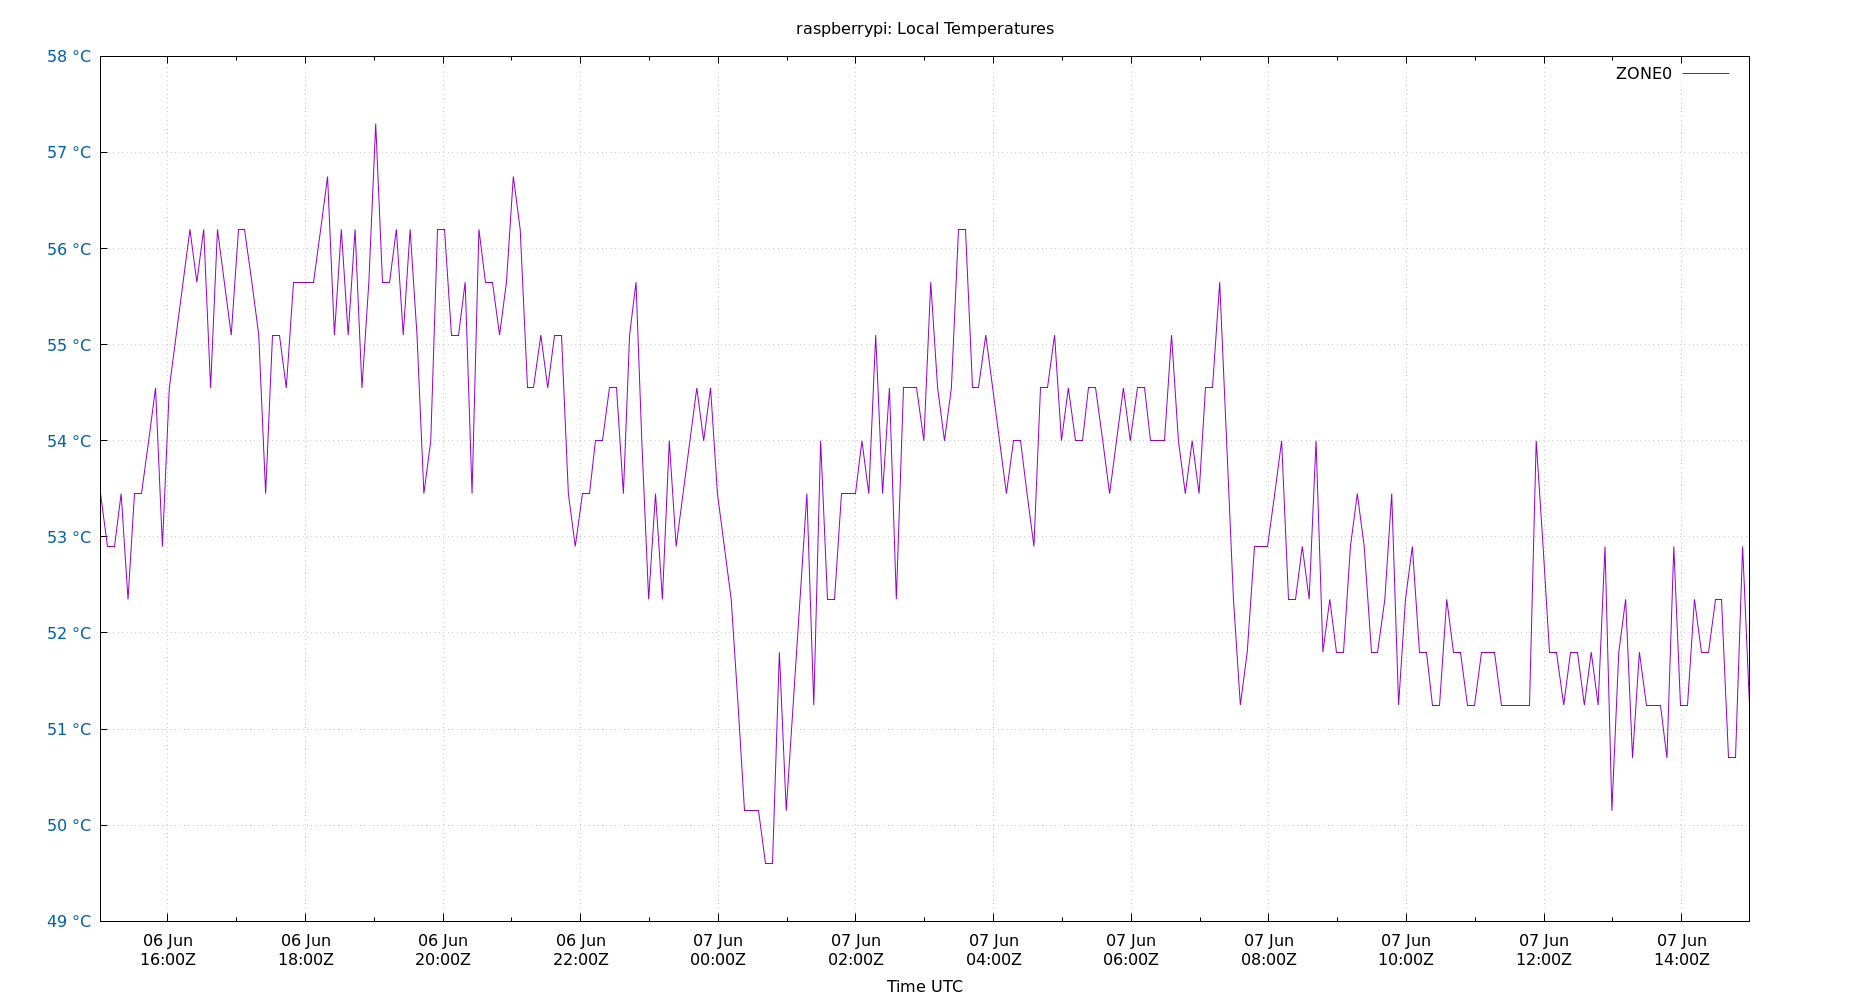 raspberrypi: Local Temperatures
ZONE0
58 °C
57 °C
56 °C
55 °C
54 °C
53 °C
52 °C
51 °C
50 °C
49 °C
06 Jun
16:00Z
06 Jun
18:00Z
06 Jun
20:00Z
06 Jun
22:00Z
07 Jun
00:00Z
07 Jun
02:00Z
07 Jun
04:00Z
07 Jun
06:00Z
07 Jun
08:00Z
07 Jun
10:00Z
07 Jun
12:00Z
07 Jun
14:00Z
Time UTC